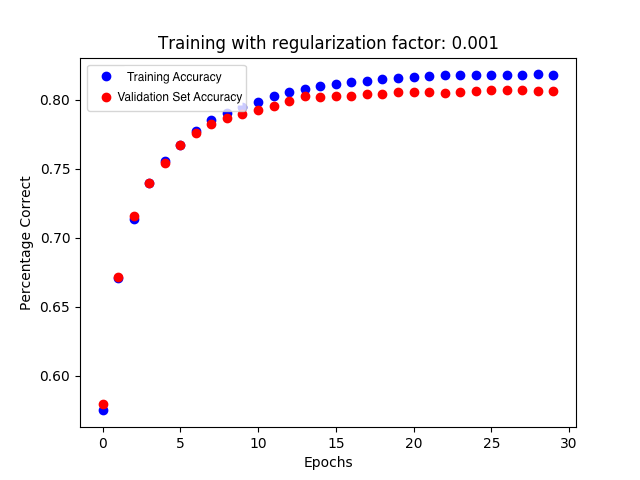 Training with regularization factor: 0.001
Training Accuracy
Validation Set Accuracy
0.80
0.75
0.70
0.65
0.60
Percentage Correct
0 5 10 15 20 25 30
Epochs